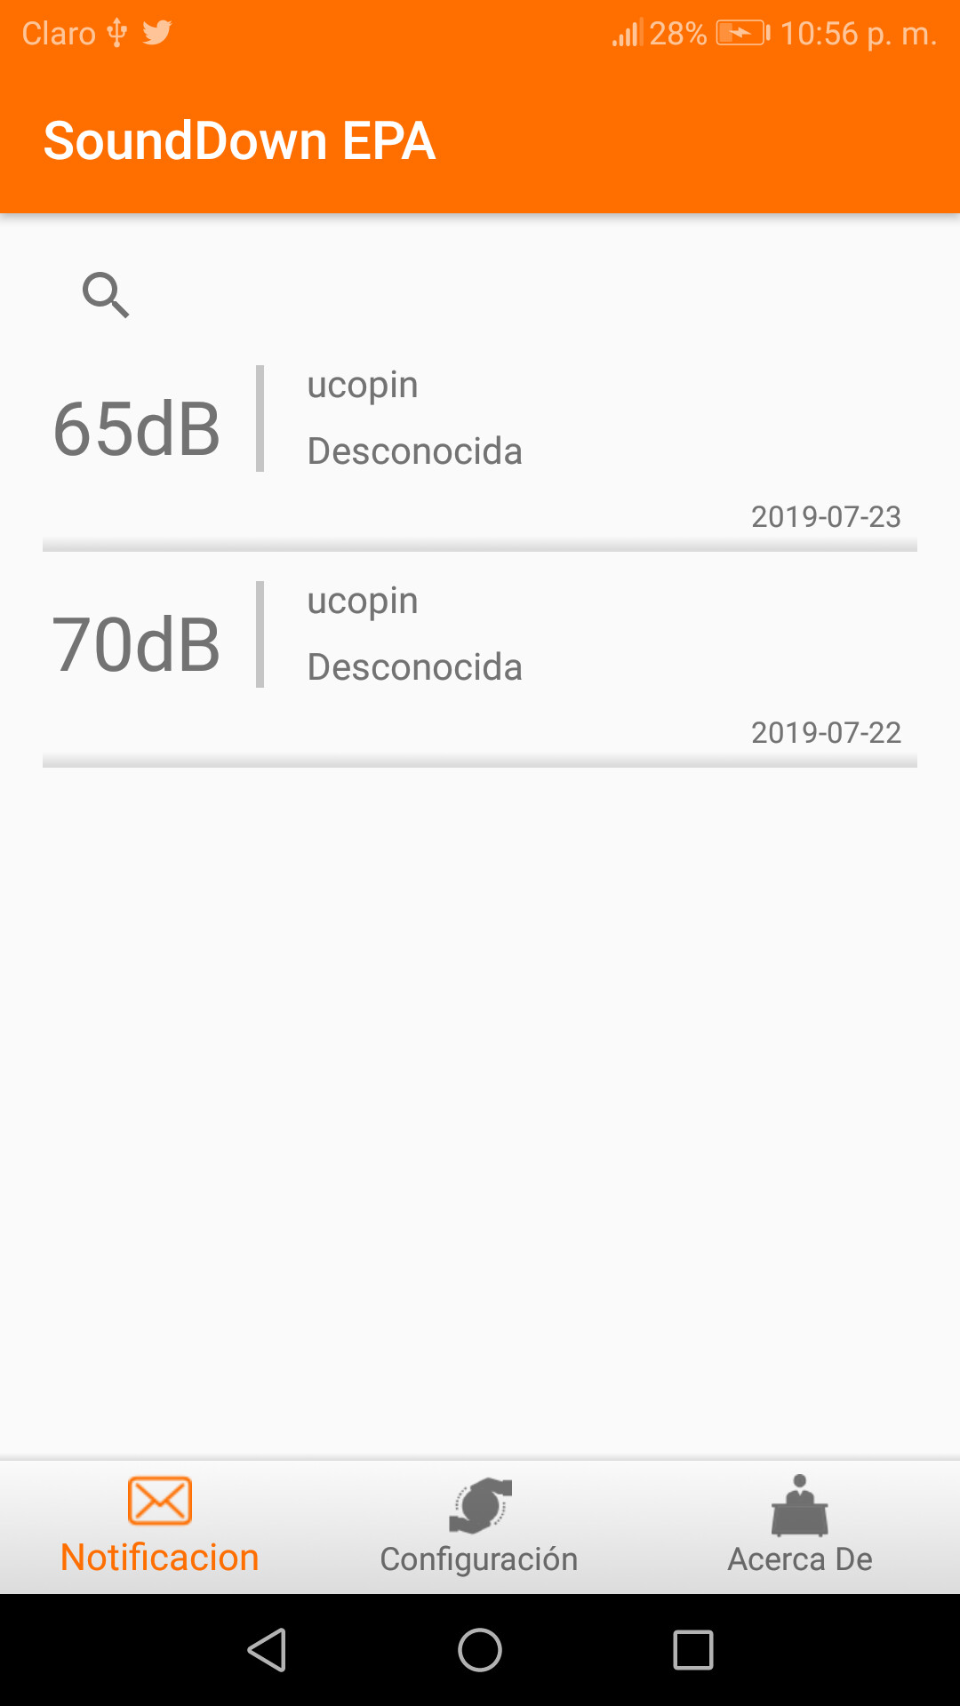 Claro 28% 10:56 p. m.
SoundDown EPA
65dB
ucopin
Desconocida
2019-07-23
70dB
ucopin
Desconocida
2019-07-22
Notificacion Configuración Acerca De